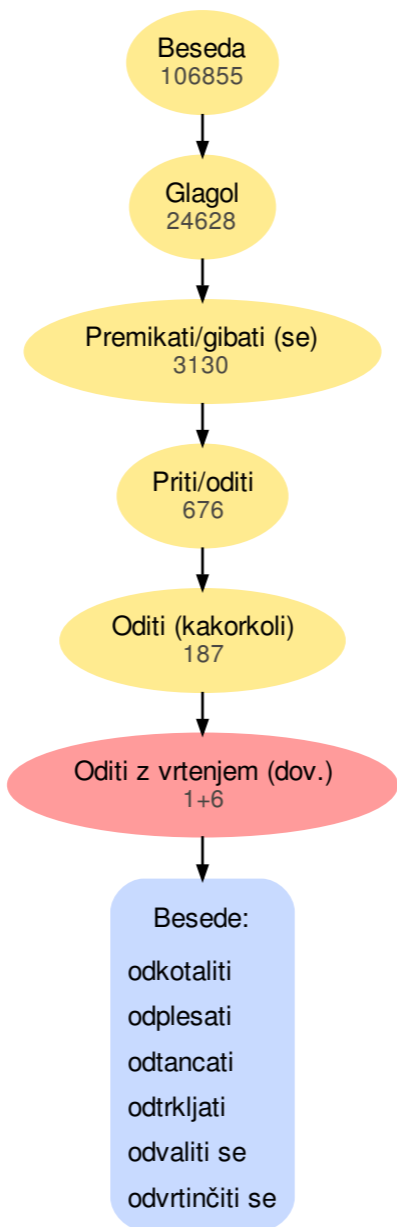 Beseda
106855
Glagol
24628
Premikati/gibati (se)
3130
Priti/oditi
676
Oditi (kakorkoli)
187
Oditi z vrtenjem (dov.)
1+6
Besede:
odkotaliti
odplesati
odtancati
odtrkljati
odvaliti se
odvrtinčiti se